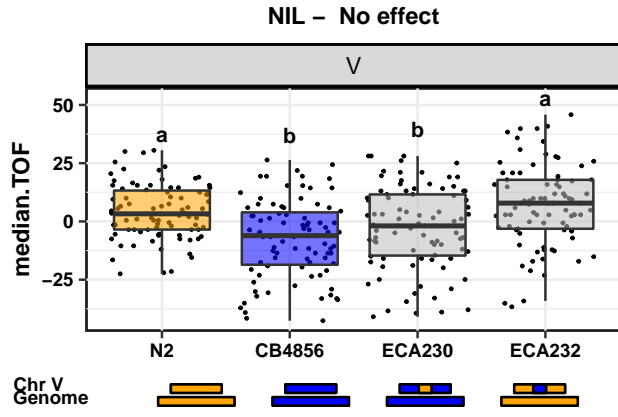 NIL – No effect
V
median.TOF
50
25
0
−25
a
b
b
a
N2 CB4856 ECA230 ECA232
Chr V
Genome